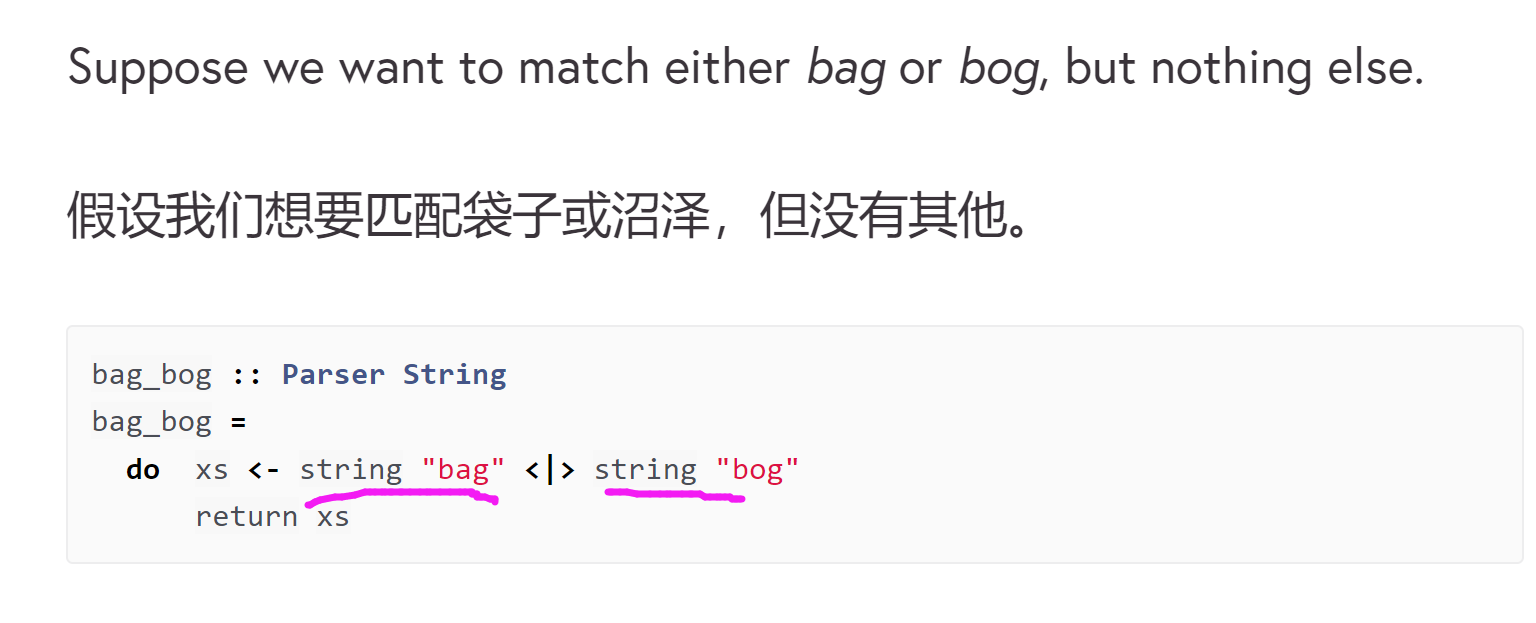 Suppose we want to match either bag or bog, but nothing else.
假设我们想要匹配袋子或沼泽，但没有其他。
bag_bog :: Parser String
bag_bog =
  do  xs <- string "bag" <|> string "bog"
      return xs